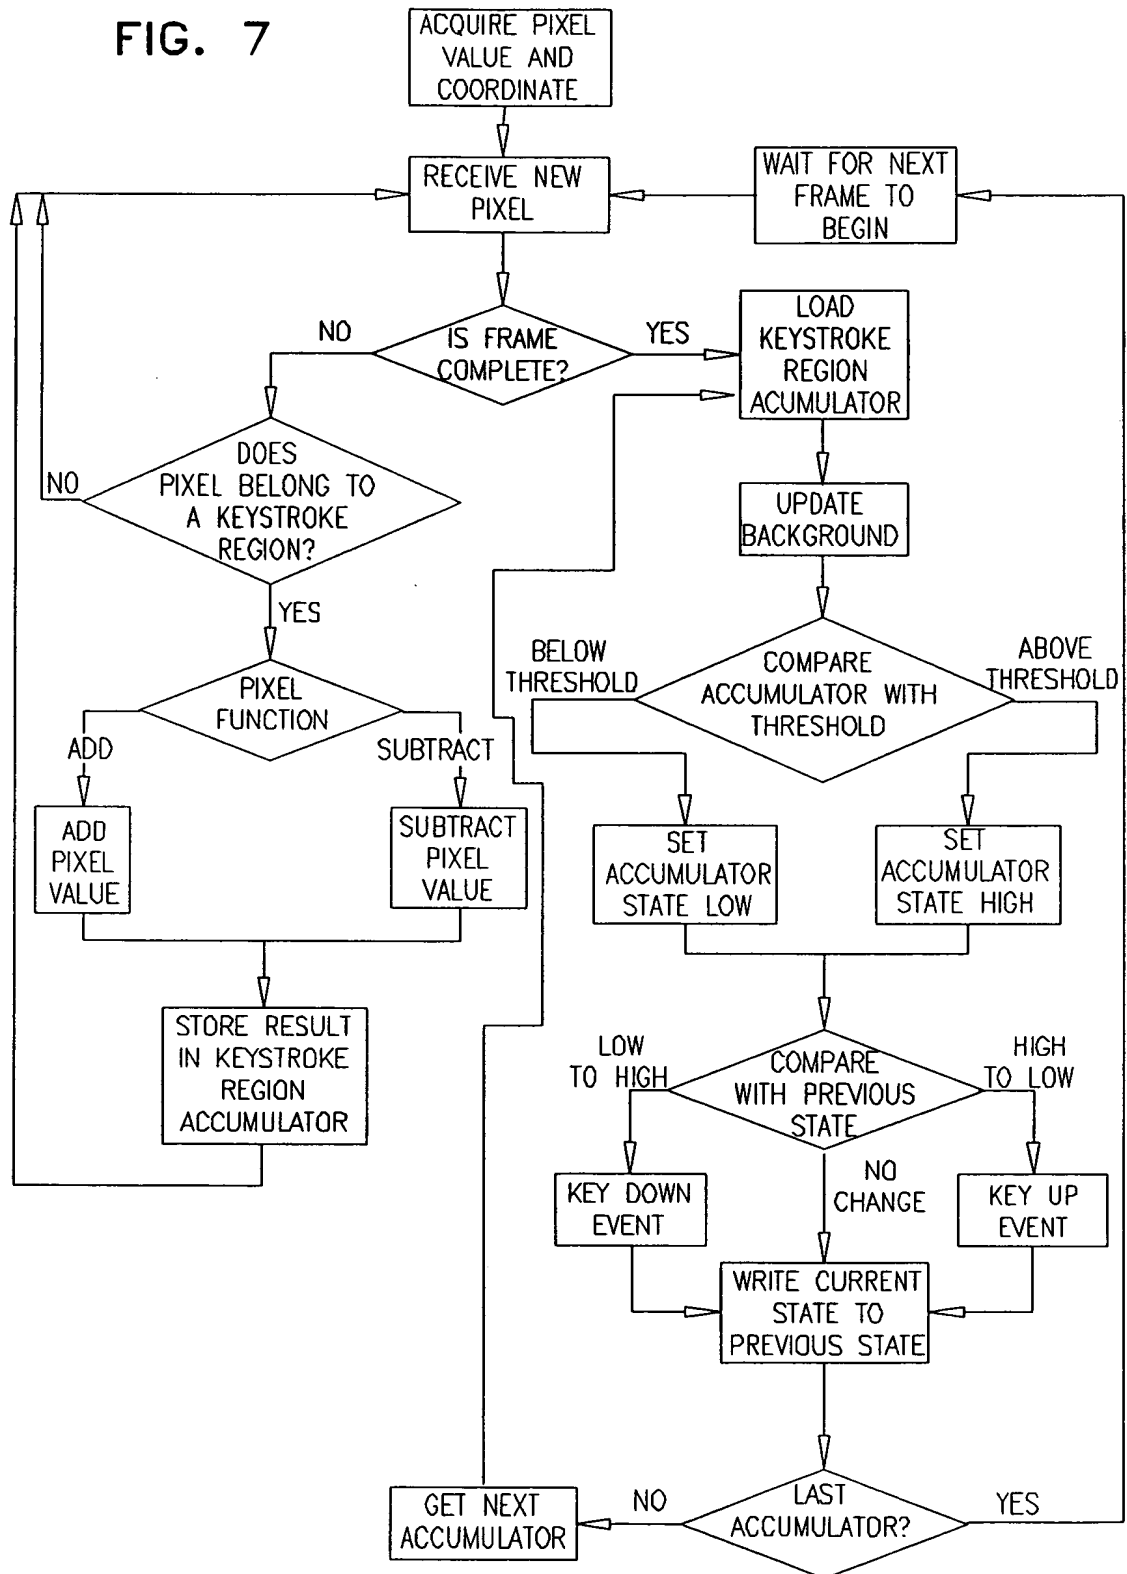 FIG. 7
ACQUIRE PIXEL
VALUE AND
COORDINATE
RECEIVE NEW
PIXEL
WAIT FOR NEXT
FRAME TO
BEGIN
NO
IS FRAME
COMPLETE?
YES
LOAD
KEYSTROKE
REGION
ACUMULATOR
NO
DOES
PIXEL BELONG TO
A KEYSTROKE
REGION?
UPDATE
BACKGROUND
YES
PIXEL
FUNCTION
ADD
SUBTRACT
ADD
PIXEL
VALUE
SUBTRACT
PIXEL
VALUE
STORE RESULT
IN KEYSTROKE
REGION
ACCUMULATOR
BELOW
THRESHOLD
COMPARE
ACCUMULATOR WITH
THRESHOLD
ABOVE
THRESHOLD
SET
ACCUMULATOR
STATE LOW
SET
ACCUMULATOR
STATE HIGH
LOW
TO HIGH
COMPARE
WITH PREVIOUS
STATE
HIGH
TO LOW
KEY DOWN
EVENT
NO
CHANGE
KEY UP
EVENT
WRITE CURRENT
STATE TO
PREVIOUS STATE
GET NEXT
ACCUMULATOR
NO
LAST
ACCUMULATOR?
YES